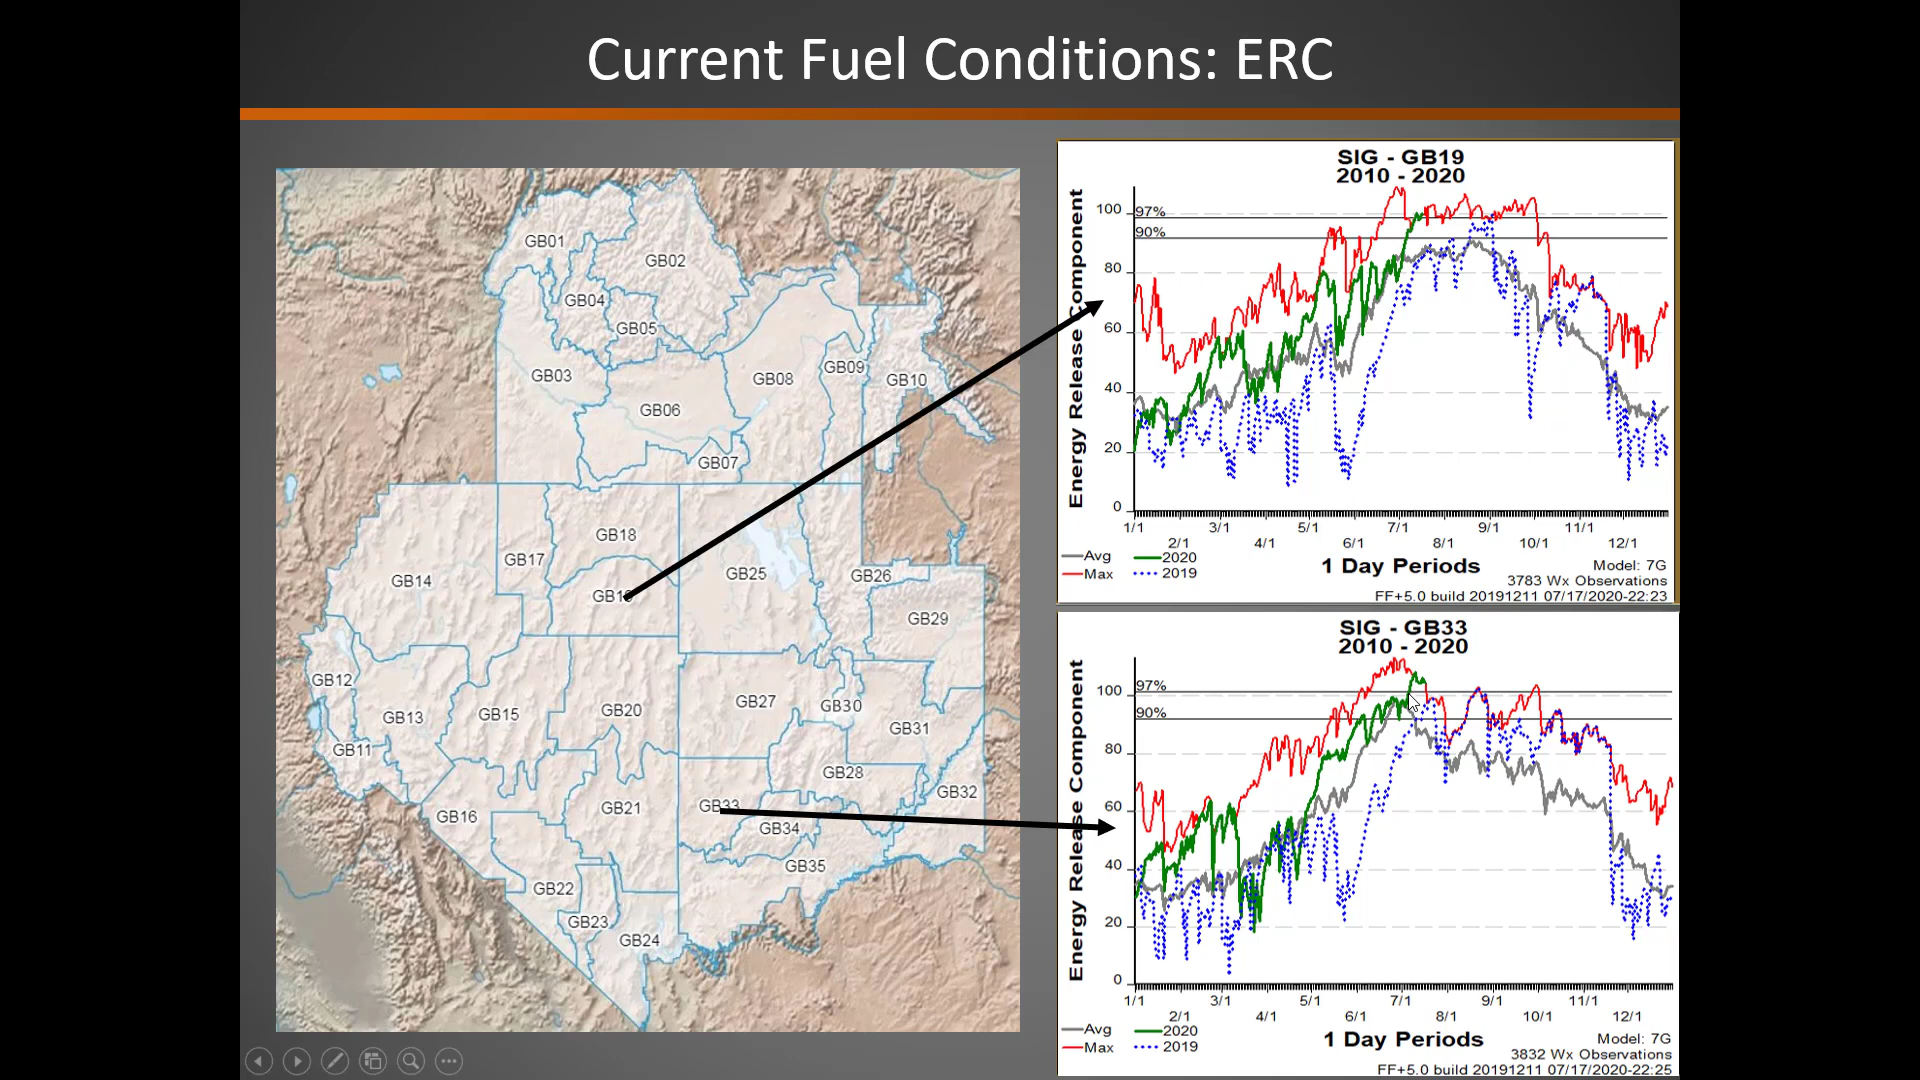 Current Fuel Conditions: ERC
GB01
GB02
GB04
GB05
GB03
GB09
GB08
GB10
GB06
GB07
GB18
GB17
GB25
GB26
GB14
GB29
GB12
GB27
GB30
GB20
GB15
GB13
GB31
GB11
GB28
GB32
GB33
GB21
GB16
GB34
GB35
GB22
GB23
GB24
SIG - GB19
2010 - 2020
Energy Release Component
100
80
60
40
20
0
97%
90%
1/1
3/1
5/1
7/1
9/1
11/1
2/1
4/1
6/1
8/1
10/1
12/1
Avg
2020
Max
2019
1 Day Periods
Model: 7G
3783 Wx Observations
FF+5.0 build 20191211 07/17/2020-22:23
SIG - GB33
2010 - 2020
Energy Release Component
100
80
60
40
20
0
97%
90%
1/1
3/1
5/1
7/1
9/1
11/1
2/1
4/1
6/1
8/1
10/1
12/1
Avg
2020
Max
2019
1 Day Periods
Model: 7G
3832 Wx Observations
FF+5.0 build 20191211 07/17/2020-22:25